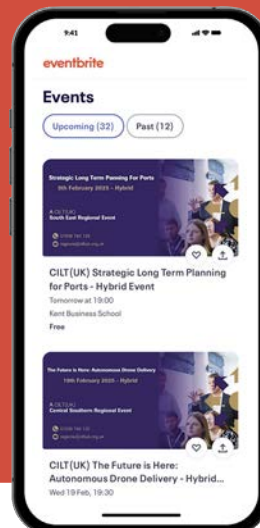 9:41
eventbrite
Events
Upcoming (32)
Past (12)
Strategic Long Term Planning For Ports
5th February 2025 - Hybrid
A CILT(UK)
South East Regional Event
CILT(UK) Strategic Long Term Planning
for Ports - Hybrid Event
Tomorrow at 19:00
Kent Business School
Free
The Future is Here: Autonomous Drone Delivery
19th February 2025 - Hybrid
A CILT(UK)
Central Southern Regional Event
CILT(UK) The Future is Here:
Autonomous Drone Delivery - Hybrid...
Wed 19 Feb, 19:30